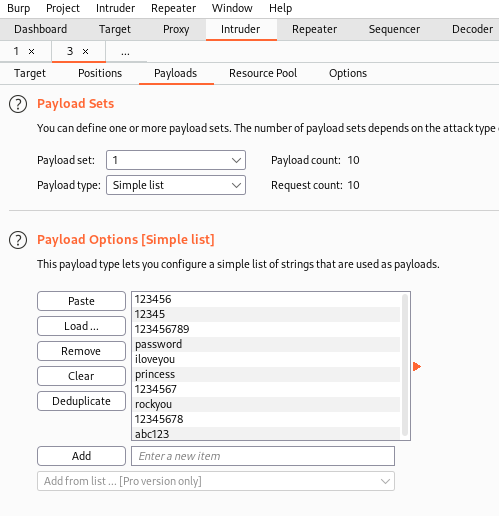 Burp Project Intruder Repeater Window Help
Dashboard Target Proxy Intruder Repeater Sequencer Decoder
1 × 3 × ...
Target Positions Payloads Resource Pool Options
? Payload Sets
You can define one or more payload sets. The number of payload sets depends on the attack type
Payload set: 1 Payload count: 10
Payload type: Simple list Request count: 10
? Payload Options [Simple list]
This payload type lets you configure a simple list of strings that are used as payloads.
Paste
Load ...
Remove
Clear
Deduplicate
123456
12345
123456789
password
iloveyou
princess
1234567
rockyou
12345678
abc123
Add Enter a new item
Add from list ... [Pro version only]